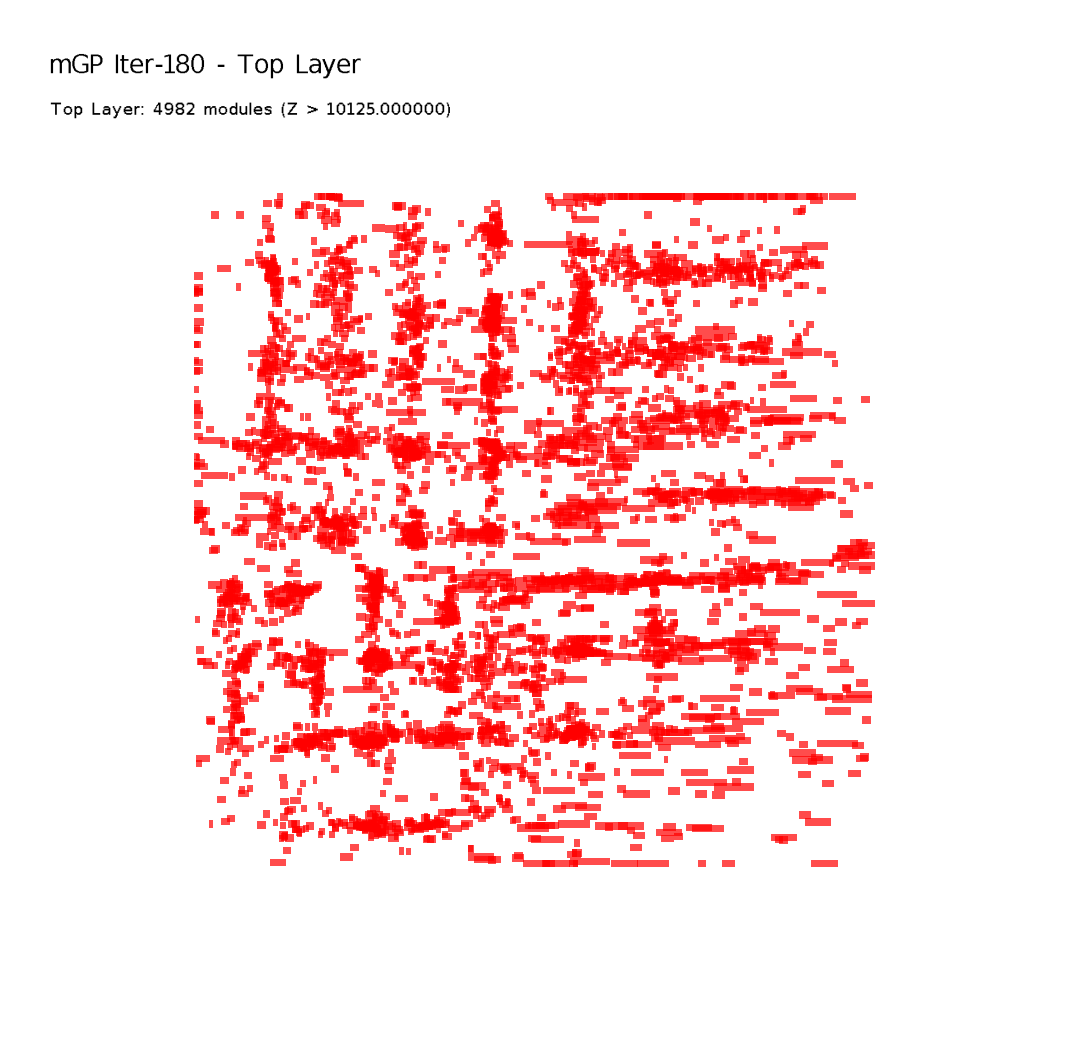 mGP Iter-180 - Top Layer
Top Layer: 4982 modules (Z > 10125.000000)